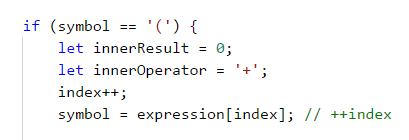 if (symbol == '(') {
let innerResult = 0;
let innerOperator = '+';
index++;
symbol = expression[index]; // ++index